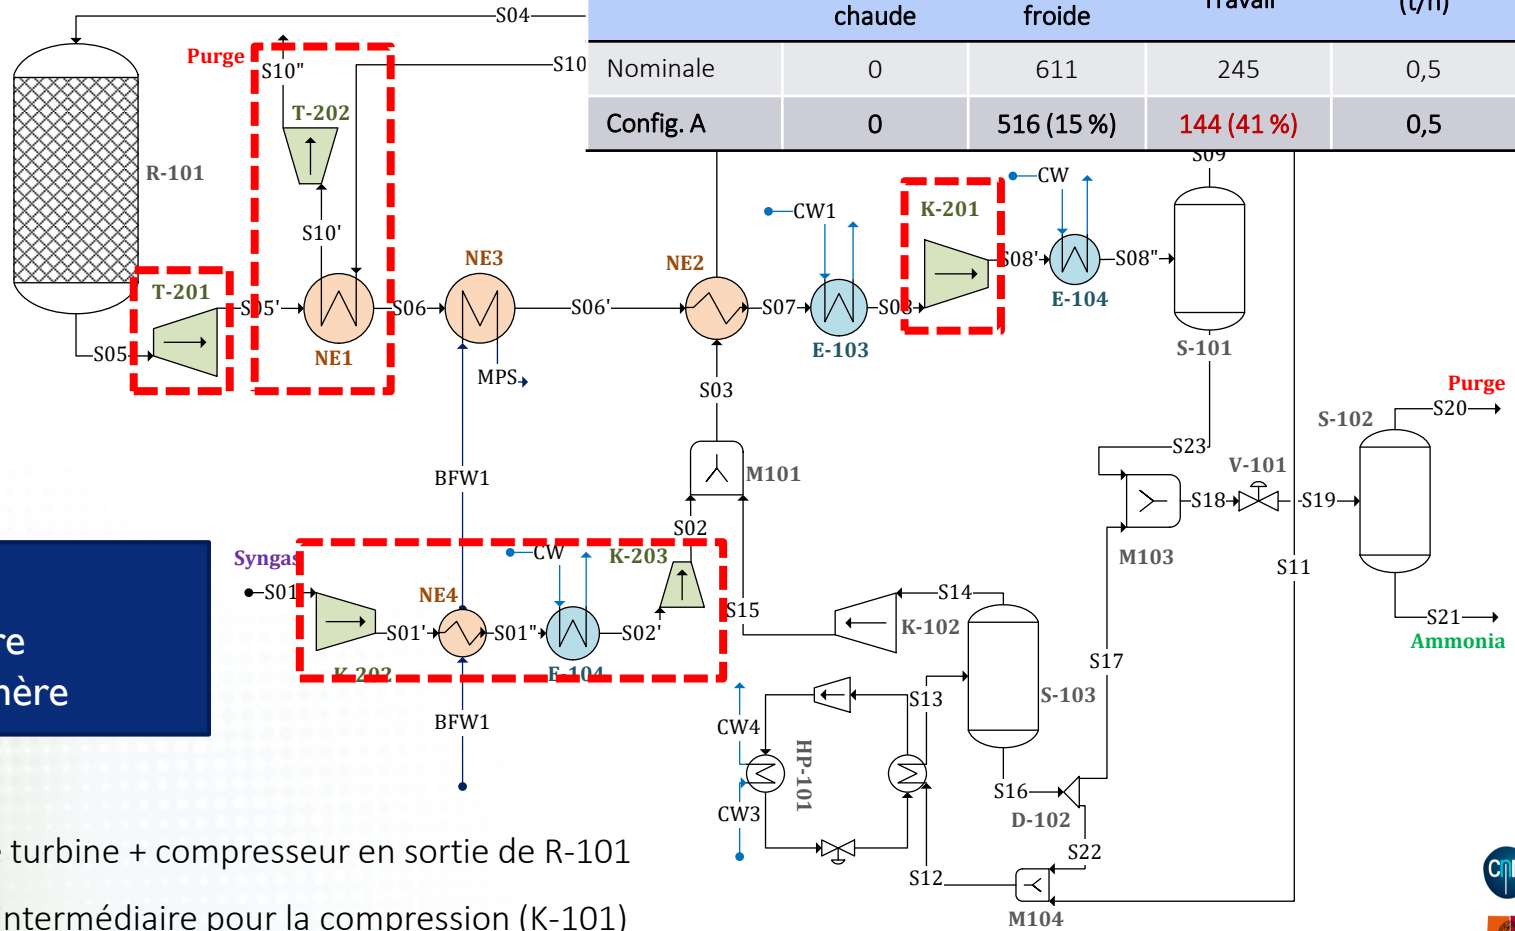 S04
chaude
froide
Travail
(t/h)
Nominale
0
611
245
0,5
Config. A
0
516 (15 %)
144 (41 %)
0,5
Purge
S10"
S10
T-202
R-101
S10'
S09
CW
CW1
K-201
NE3
NE2
S08'
S08"
E-104
T-201
S05'
S06
S06'
S07
S08
S05
NE1
E-103
S-101
MPS
S03
Purge
S20
S-102
S23
V-101
BFW1
M101
S18
S19
S02
M103
Syngas
CW
K-203
S01
NE4
S11
S14
S15
S01'
S01"
S02'
K-102
S21
Ammonia
K-202
E-104
S17
S13
S-103
BFW1
CW4
HP-101
S16
D-102
CW3
turbine + compresseur en sortie de R-101
S22
S12
intermédiaire pour la compression (K-101)
M104